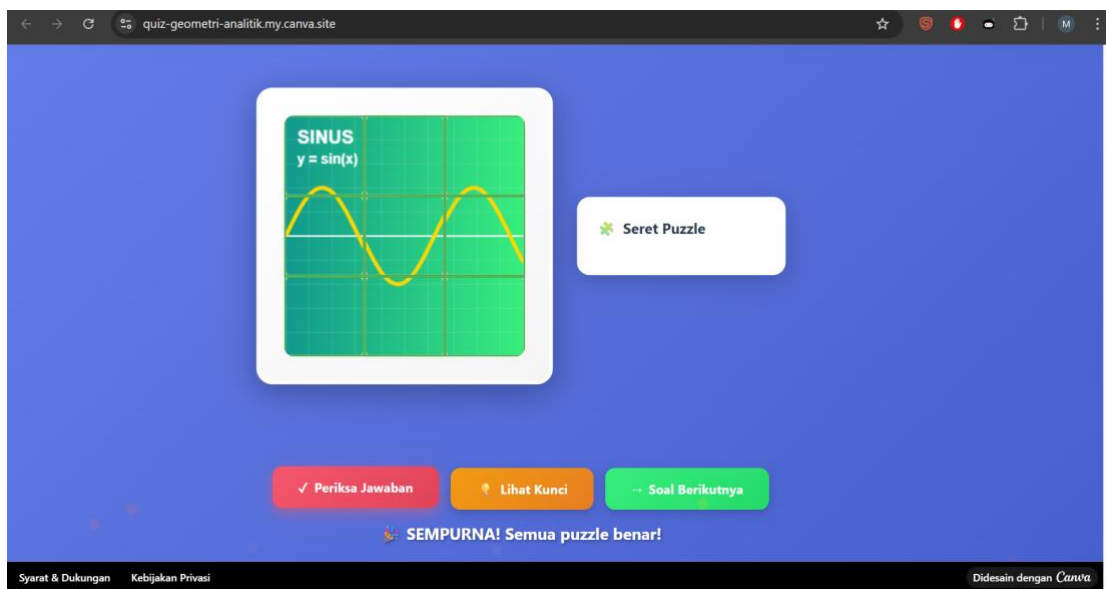 quiz-geometri-analitik.my.canva.site
M
SINUS
y = sin(x)
Seret Puzzle
✓ Periksa Jawaban
Lihat Kunci
→ Soal Berikutnya
SEMPURNA! Semua puzzle benar!
Syarat & Dukungan
Kebijakan Privasi
Didesain dengan Canva